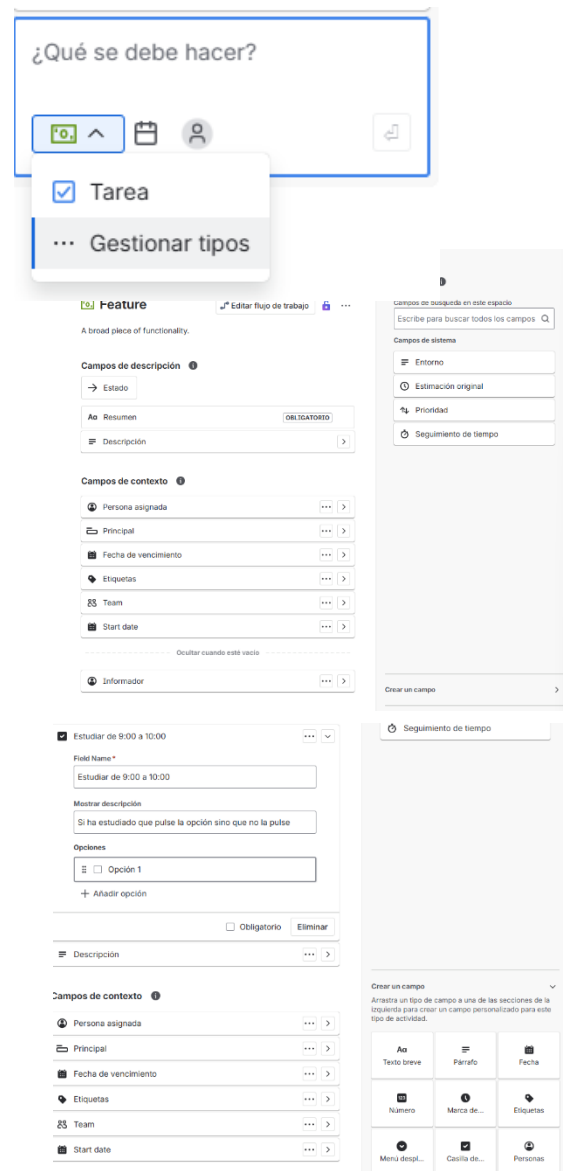 ¿Qué se debe hacer?
Tarea
Gestionar tipos
Feature
Editar flujo de trabajo
A broad piece of functionality.
Campos de descripción
Estado
Aa Resumen OBLIGATORIO
Descripción
Campos de contexto
Persona asignada
Principal
Fecha de vencimiento
Etiquetas
Team
Start date
Ocultar cuando esté vacío
Informador
Campos de búsqueda en este espacio
Escribe para buscar todos los campos
Campos de sistema
Entorno
Estimación original
Prioridad
Seguimiento de tiempo
Crear un campo
Estudiar de 9:00 a 10:00
Field Name *
Estudiar de 9:00 a 10:00
Mostrar descripción
Si ha estudiado que pulse la opción sino que no la pulse
Opciones
Opción 1
+ Añadir opción
Obligatorio Eliminar
Descripción
Campos de contexto
Persona asignada
Principal
Fecha de vencimiento
Etiquetas
Team
Start date
Seguimiento de tiempo
Crear un campo
Arrastra un tipo de campo a una de las
secciones de la
izquierda para crear un campo personalizado para este
tipo de actividad.
Aa
Texto breve Párrafo Fecha
123
Número Marca de... Etiquetas
Menú despl... Casilla de... Personas